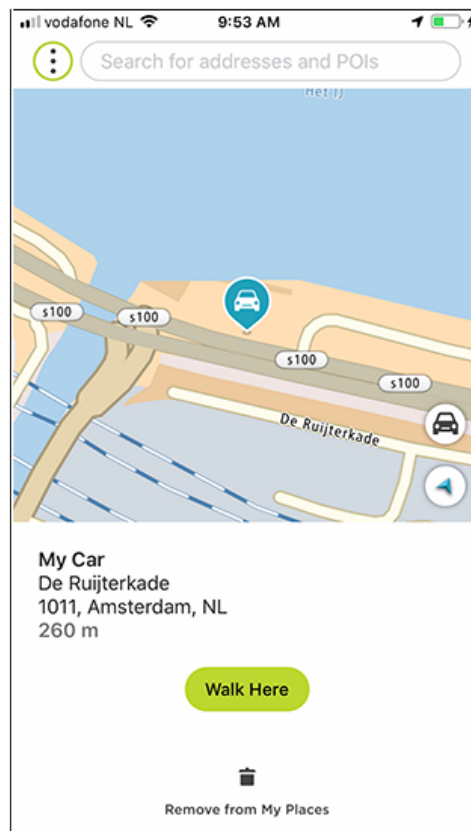 vodafone NL
9:53 AM
Search for addresses and POIs
Het IJ
s100
s100
s100
s100
De Ruijterkade
My Car
De Ruijterkade
1011, Amsterdam, NL
260 m
Walk Here
Remove from My Places